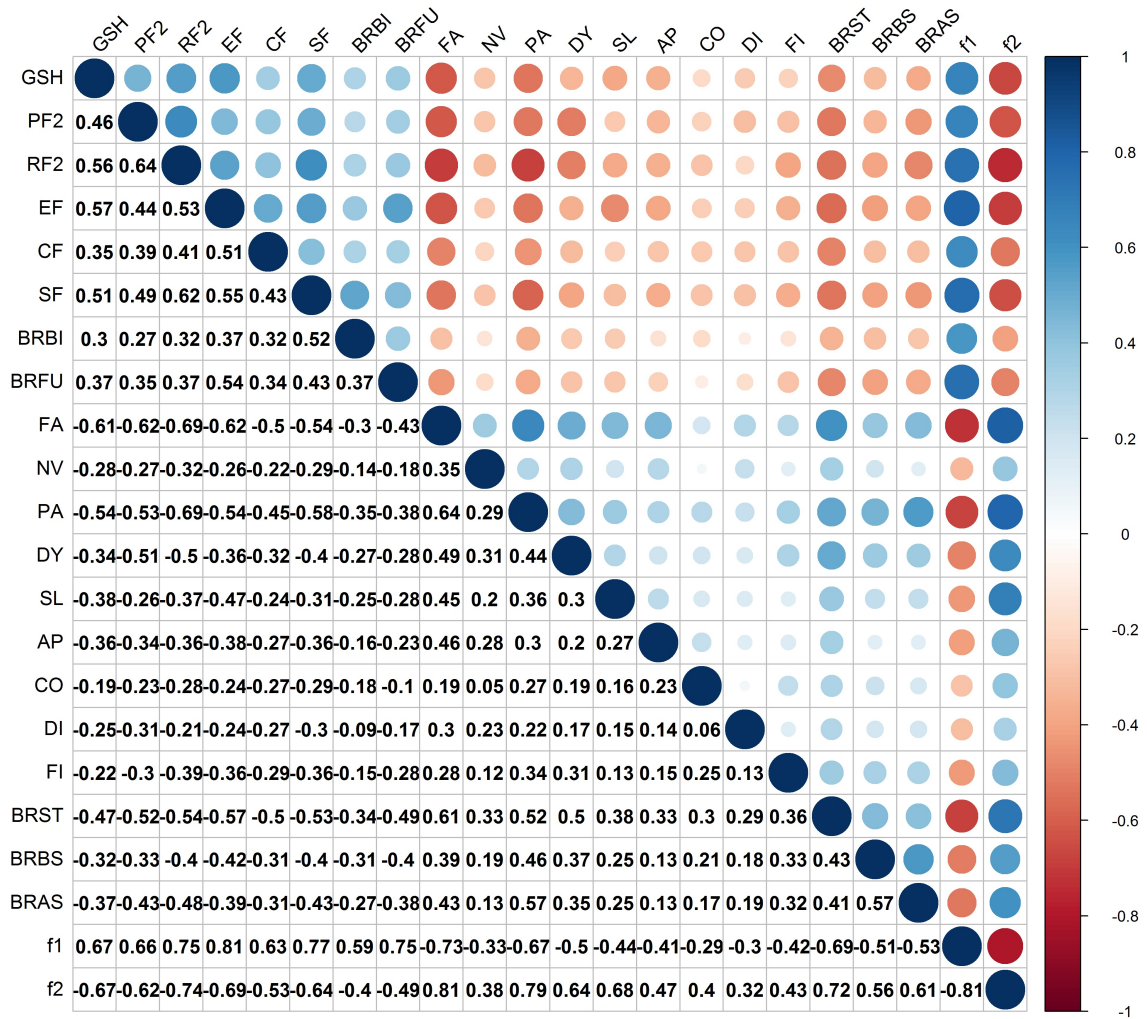 GSH PF2 RF2 EF CF SF BRBI BRFU FA NV PA DY SL AP CO DI FI BRST BRBS BRAS f1 f2
GSH
PF2 0.46
RF2 0.56 0.64
EF 0.57 0.44 0.53
CF 0.35 0.39 0.41 0.51
SF 0.51 0.49 0.62 0.55 0.43
BRBI 0.3 0.27 0.32 0.37 0.32 0.52
BRFU 0.37 0.35 0.37 0.54 0.34 0.43 0.37
FA -0.61 -0.62 -0.69 -0.62 -0.5 -0.54 -0.3 -0.43
NV -0.28 -0.27 -0.32 -0.26 -0.22 -0.29 -0.14 -0.18 0.35
PA -0.54 -0.53 -0.69 -0.54 -0.45 -0.58 -0.35 -0.38 0.64 0.29
DY -0.34 -0.51 -0.5 -0.36 -0.32 -0.4 -0.27 -0.28 0.49 0.31 0.44
SL -0.38 -0.26 -0.37 -0.47 -0.24 -0.31 -0.25 -0.28 0.45 0.2 0.36 0.3
AP -0.36 -0.34 -0.36 -0.38 -0.27 -0.36 -0.16 -0.23 0.46 0.28 0.3 0.2 0.27
CO -0.19 -0.23 -0.28 -0.24 -0.27 -0.29 -0.18 -0.1 0.19 0.05 0.27 0.19 0.16 0.23
DI -0.25 -0.31 -0.21 -0.24 -0.27 -0.3 -0.09 -0.17 0.3 0.23 0.22 0.17 0.15 0.14 0.06
FI -0.22 -0.3 -0.39 -0.36 -0.29 -0.36 -0.15 -0.28 0.28 0.12 0.34 0.31 0.13 0.15 0.25 0.13
BRST -0.47 -0.52 -0.54 -0.57 -0.5 -0.53 -0.34 -0.49 0.61 0.33 0.52 0.5 0.38 0.33 0.3 0.29 0.36
BRBS -0.32 -0.33 -0.4 -0.42 -0.31 -0.4 -0.31 -0.4 0.39 0.19 0.46 0.37 0.25 0.13 0.21 0.18 0.33 0.43
BRAS -0.37 -0.43 -0.48 -0.39 -0.31 -0.43 -0.27 -0.38 0.43 0.13 0.57 0.35 0.25 0.13 0.17 0.19 0.32 0.41 0.57
f1 0.67 0.66 0.75 0.81 0.63 0.77 0.59 0.75 -0.73 -0.33 -0.67 -0.5 -0.44 -0.41 -0.29 -0.3 -0.42 -0.69 -0.51 -0.53
f2 -0.67 -0.62 -0.74 -0.69 -0.53 -0.64 -0.4 -0.49 0.81 0.38 0.79 0.64 0.68 0.47 0.4 0.32 0.43 0.72 0.56 0.61 -0.81
1
0.8
0.6
0.4
0.2
0
-0.2
-0.4
-0.6
-0.8
-1